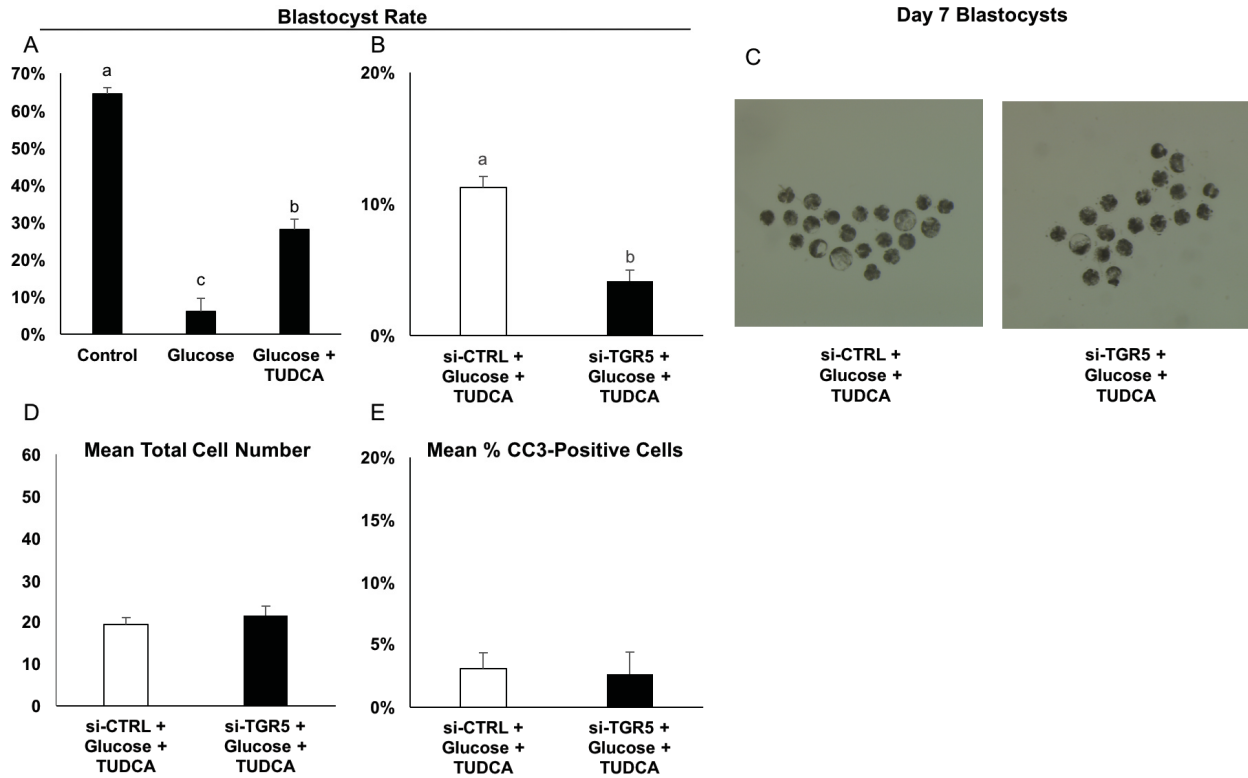 Blastocyst Rate
Day 7 Blastocysts
A
B
C
70%
60%
50%
40%
30%
20%
10%
0%
a
c
b
Control
Glucose
Glucose +
TUDCA
20%
10%
0%
a
b
si-CTRL +
Glucose +
TUDCA
si-TGR5 +
Glucose +
TUDCA
si-CTRL +
Glucose +
TUDCA
si-TGR5 +
Glucose +
TUDCA
D
Mean Total Cell Number
60
50
40
30
20
10
0
si-CTRL +
Glucose +
TUDCA
si-TGR5 +
Glucose +
TUDCA
E
Mean % CC3-Positive Cells
20%
15%
10%
5%
0%
si-CTRL +
Glucose +
TUDCA
si-TGR5 +
Glucose +
TUDCA